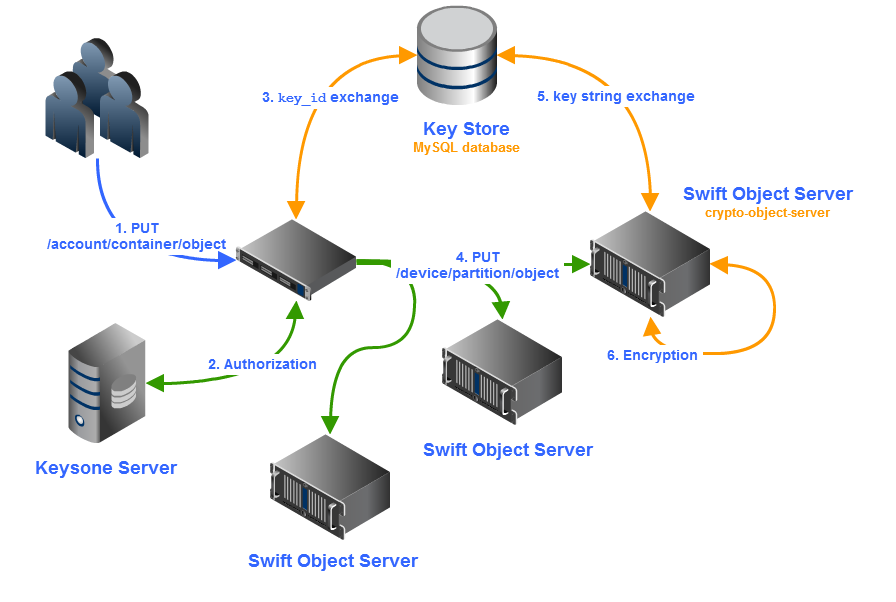 3. key_id exchange
5. key string exchange
Key Store
MySQL database
Swift Object Server
crypto-object-server
1. PUT
/account/container/object
4. PUT
/device/partition/object
2. Authorization
6. Encryption
Keysone Server
Swift Object Server
Swift Object Server